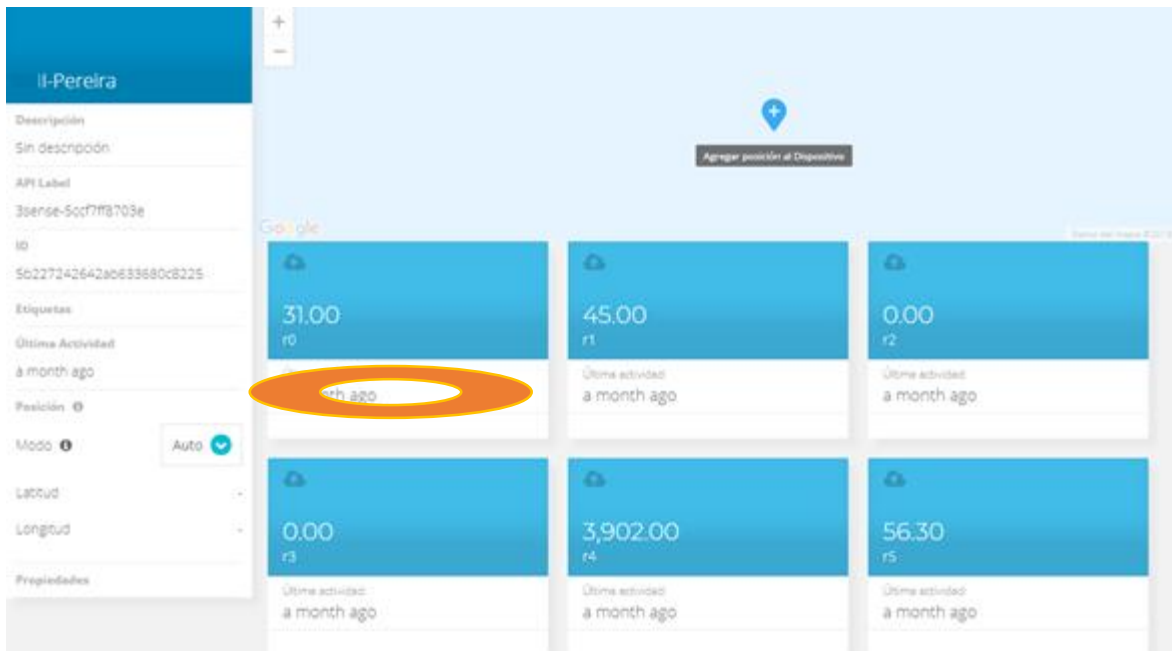 II-Pereira
Descripción
Sin descripción
API Label
3sense-5ccf7ff8703e
ID
5b227242642ab633680c8225
Etiquetas
Última Actividad
a month ago
Posición
Modo
Auto
Latitud -
Longitud -
Propiedades
+
−
Agregar posición al Dispositivo
Google
31.00
r0
ago
45.00
r1
Última actividad:
a month ago
0.00
r2
Última actividad:
a month ago
0.00
r3
Última actividad:
a month ago
3,902.00
r4
Última actividad:
a month ago
56.30
r5
Última actividad:
a month ago